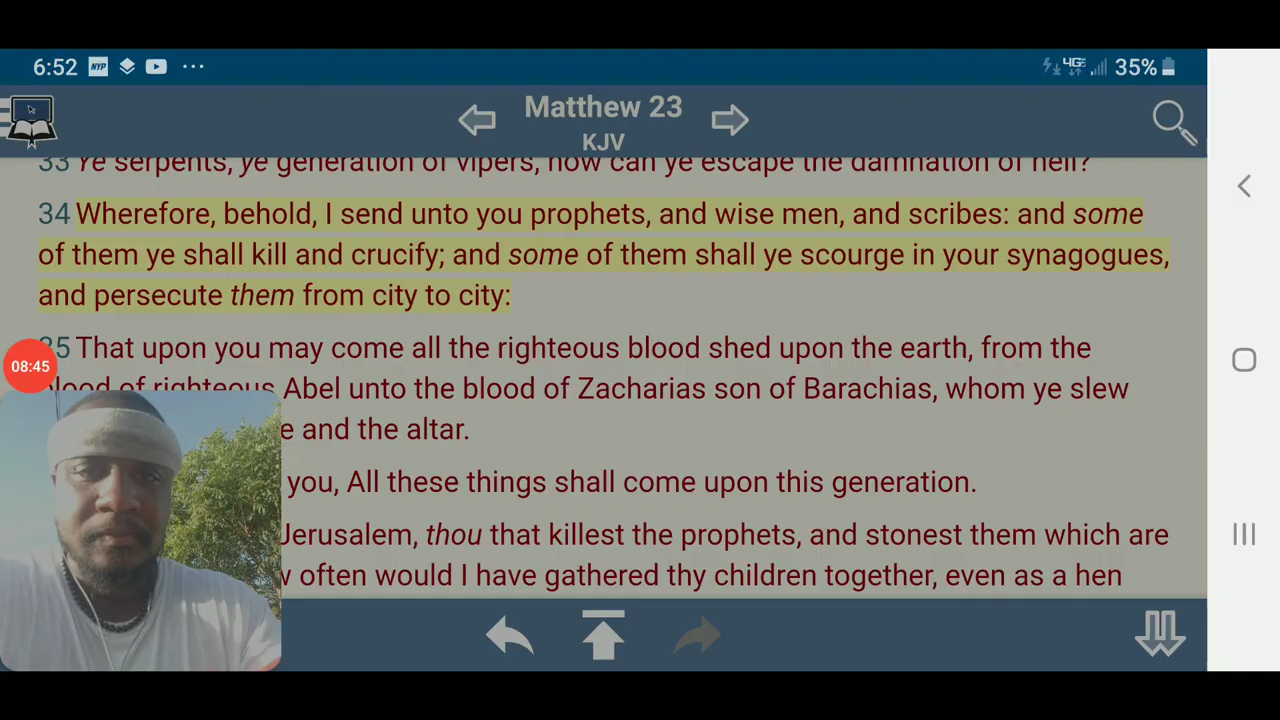 6:52 NYP ... 4GE 35%
Matthew 23
KJV
33 Ye serpents, ye generation of vipers, how can ye escape the damnation of hell?
34 Wherefore, behold, I send unto you prophets, and wise men, and scribes: and some
of them ye shall kill and crucify; and some of them shall ye scourge in your synagogues,
and persecute them from city to city:
35 That upon you may come all the righteous blood shed upon the earth, from the
08:45
blood of righteous Abel unto the blood of Zacharias son of Barachias, whom ye slew
and the altar.
you, All these things shall come upon this generation.
Jerusalem, thou that killest the prophets, and stonest them which are
often would I have gathered thy children together, even as a hen